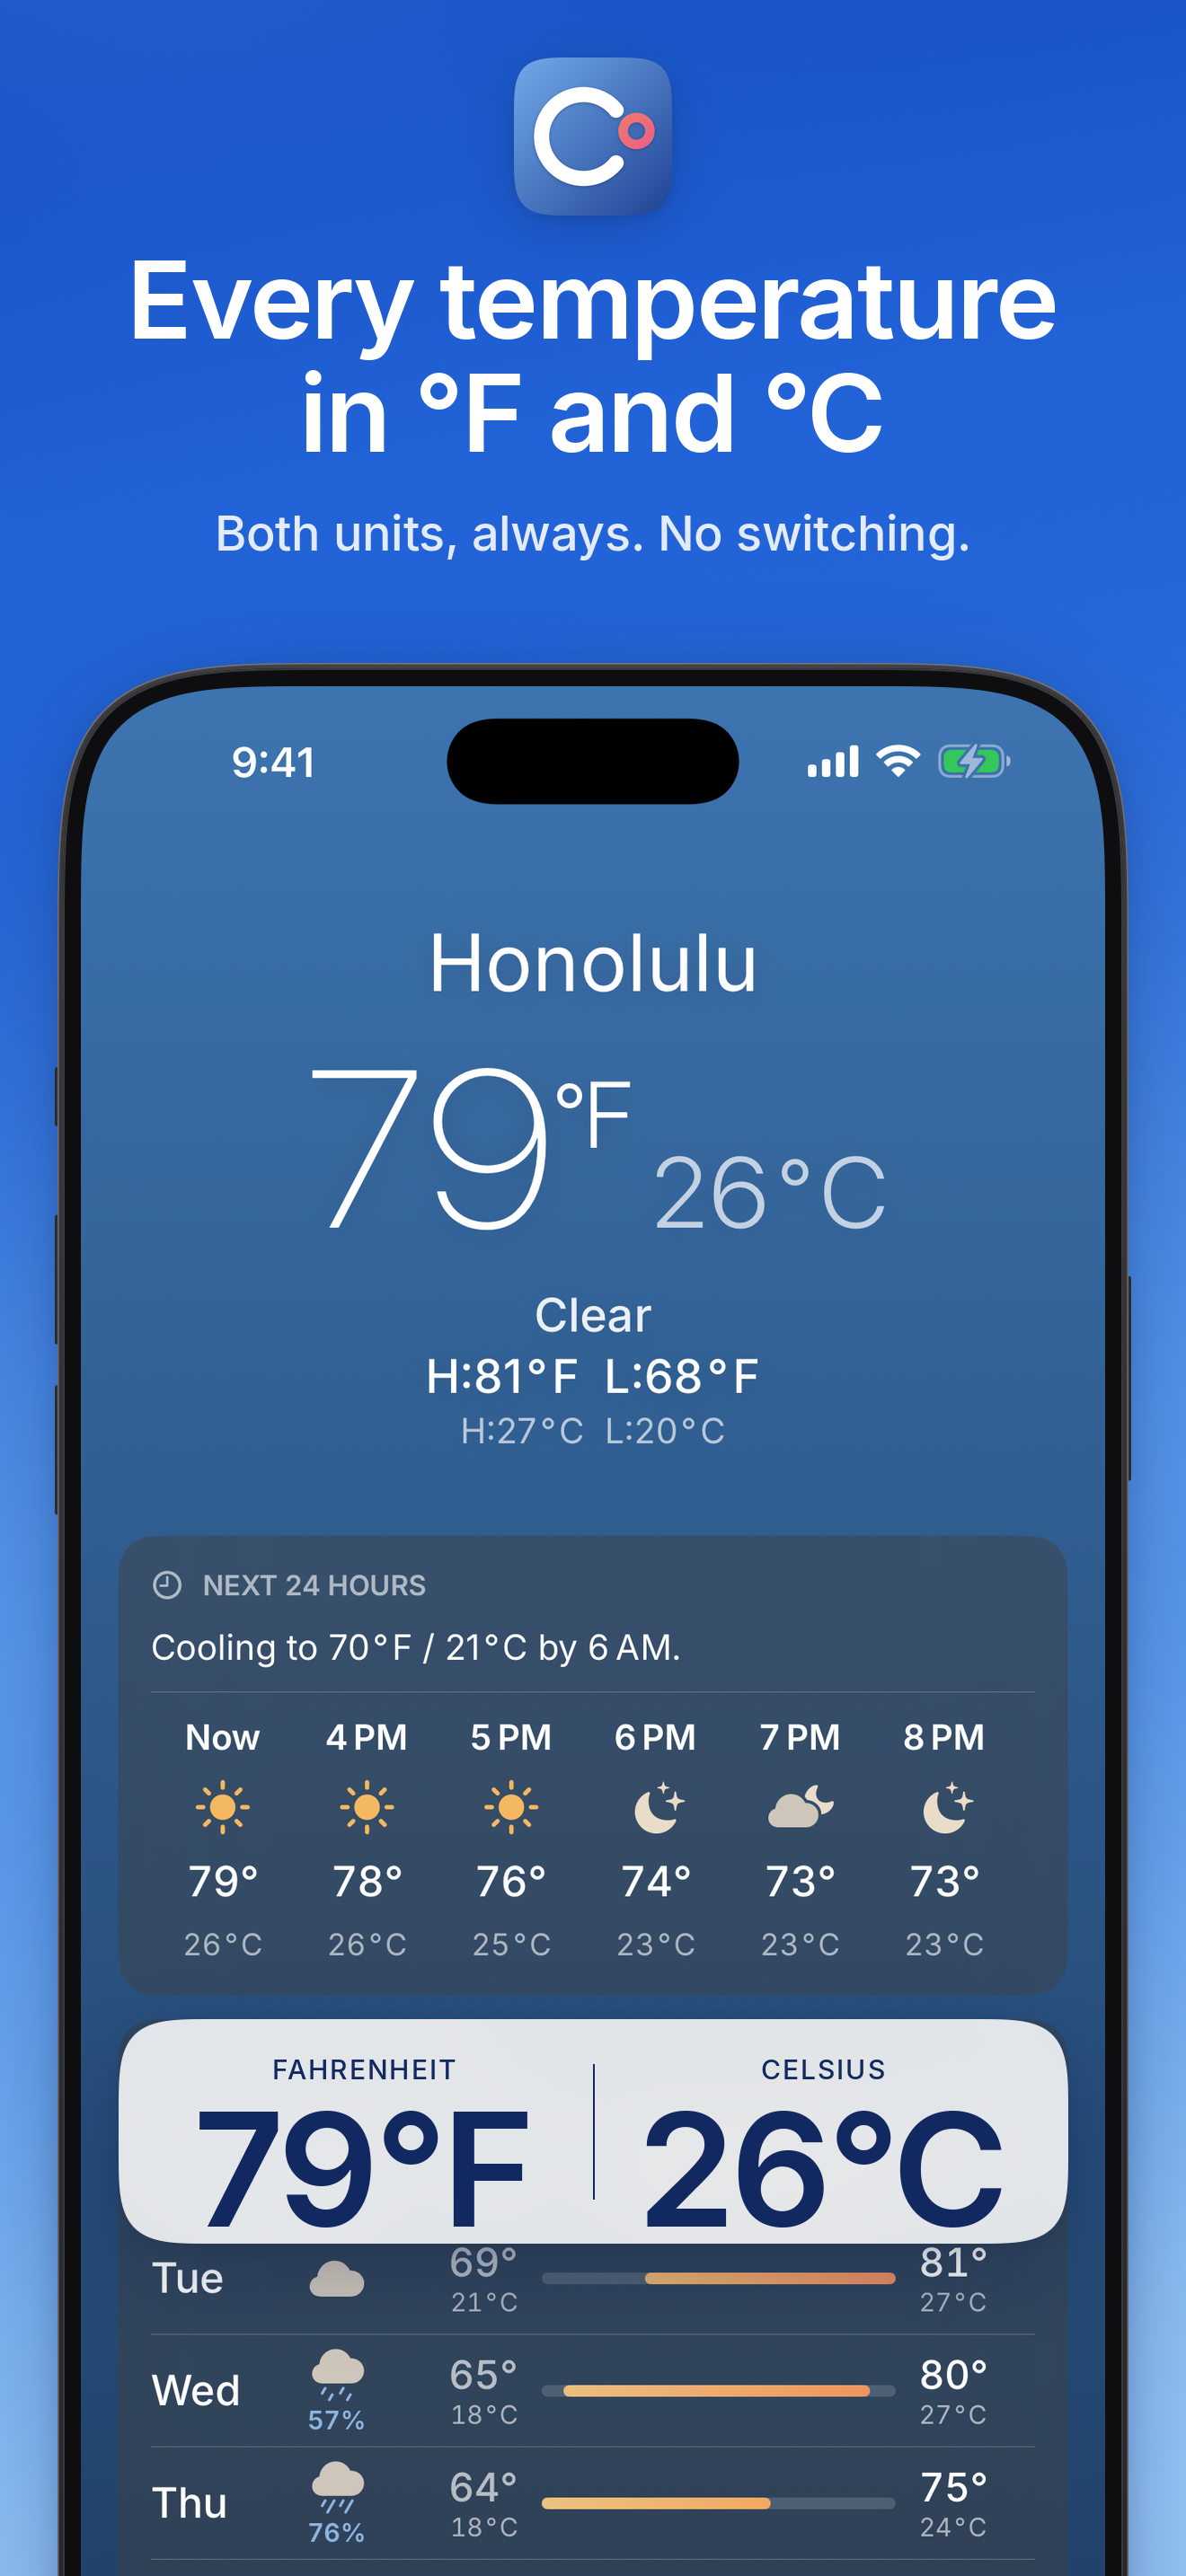 Every temperature
in °F and °C
Both units, always. No switching.
9:41
Honolulu
79°F 26°C
Clear
H:81°F L:68°F
H:27°C L:20°C
NEXT 24 HOURS
Cooling to 70°F / 21°C by 6 AM.
Now 4 PM 5 PM 6 PM 7 PM 8 PM
79° 78° 76° 74° 73° 73°
26°C 26°C 25°C 23°C 23°C 23°C
FAHRENHEIT CELSIUS
79°F 26°C
Tue 69° 81°
21°C 27°C
Wed 65° 80°
57% 18°C 27°C
Thu 64° 75°
76% 18°C 24°C